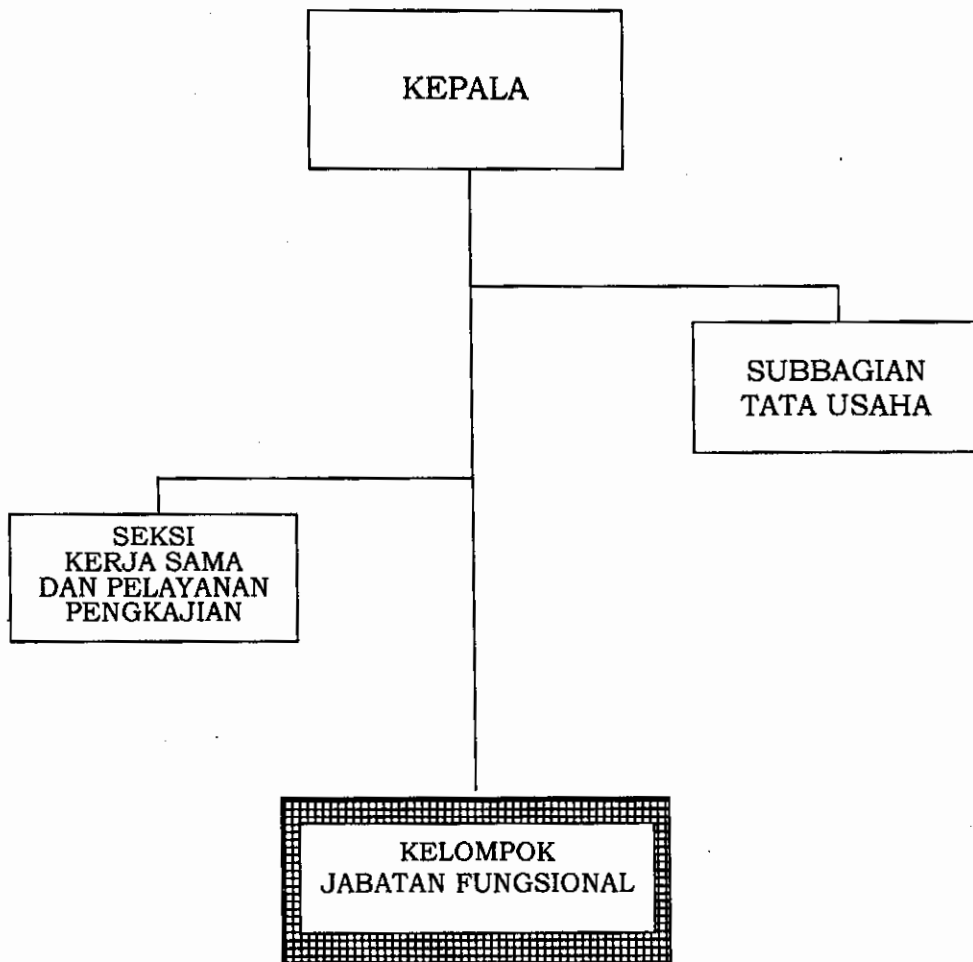 KEPALA
SUBBAGIAN
TATA USAHA
SEKSI
KERJA SAMA
DAN PELAYANAN
PENGKAJIAN
KELOMPOK
JABATAN FUNGSIONAL